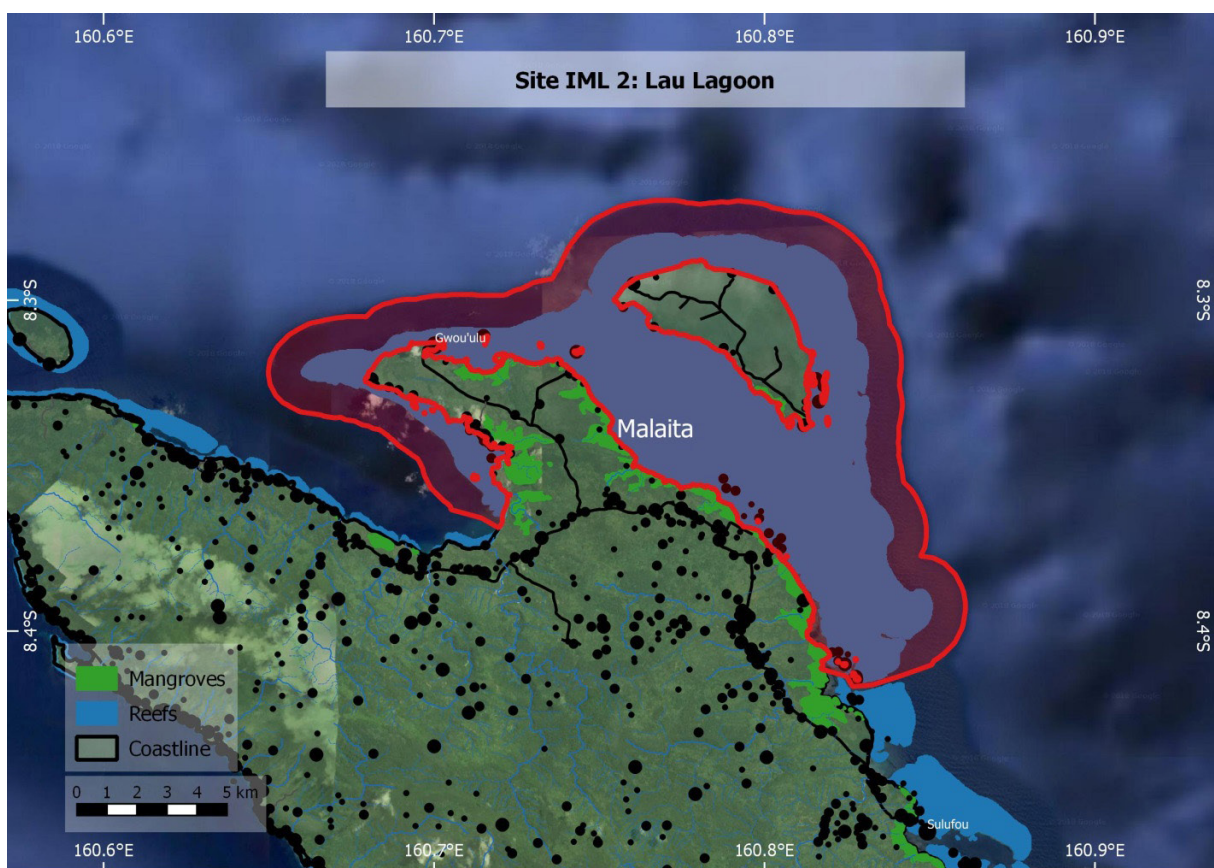 160.6°E 160.7°E 160.8°E 160.9°E
Site IML 2: Lau Lagoon
8.3°S 8.3°S
Gwou'ulu
Malaita
8.4°S 8.4°S
Mangroves
Reefs
Coastline
0 1 2 3 4 5 km
Sulufou
160.6°E 160.7°E 160.8°E 160.9°E